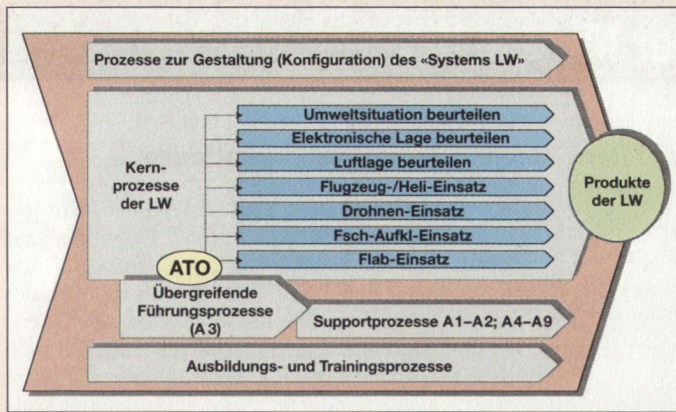 Prozesse zur Gestaltung (Konfiguration) des «Systems LW»
Umweltsituation beurteilen
Elektronische Lage beurteilen
Luftlage beurteilen
Flugzeug-/Heli-Einsatz
Drohnen-Einsatz
Fsch-Aufkl-Einsatz
Flab-Einsatz
Kern-
prozesse
der LW
Produkte
der LW
ATO
Übergreifende
Führungsprozesse
(A 3)
Supportprozesse A1–A2; A4–A9
Ausbildungs- und Trainingsprozesse